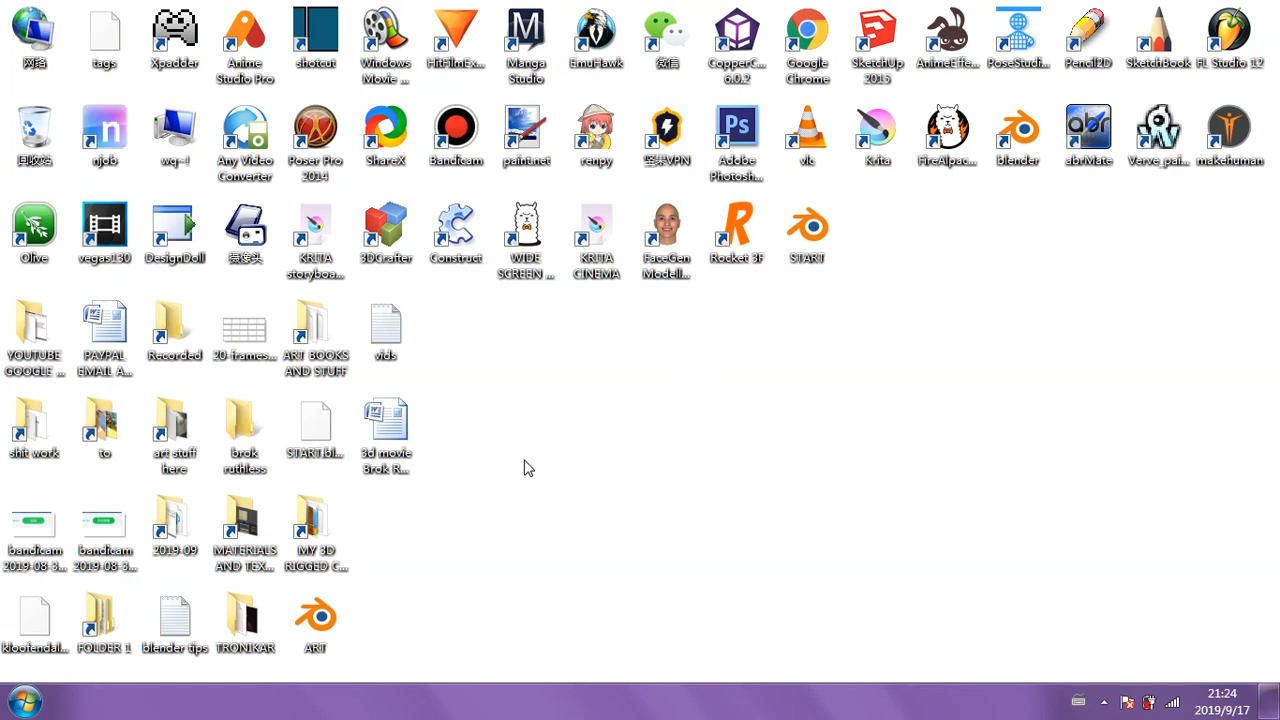 网络
tags
Xpadder
Anime
Studio Pro
shotcut
Windows
Movie ...
HitFilmEx...
Manga
Studio
EmuHawk
微信
CopperC...
6.0.2
Google
Chrome
SketchUp
2015
AnimeEffe...
PoseStudi...
Pencil2D
SketchBook
FL Studio 12
回收站
njob
wq~!
Any Video
Converter
Poser Pro
2014
ShareX
Bandicam
paint.net
renpy
坚果VPN
Adobe
Photosh...
vlc
Krita
FireAlpac...
blender
abrMate
Verve_pai...
makehuman
Olive
vegas130
DesignDoll
摄像头
KRITA
storyboa...
3DCrafter
Construct
WIDE
SCREEN ...
KRITA
CINEMA
FaceGen
Modell...
Rocket 3F
START
YOUTUBE
GOOGLE ...
PAYPAL
EMAIL A...
Recorded
20-frames...
ART BOOKS
AND STUFF
vids
shit work
to
art stuff
here
brok
ruthless
START.bl...
3d movie
Brok R...
bandicam
2019-08-3...
bandicam
2019-08-3...
2019-09
MATERIALS
AND TEX...
MY 3D
RIGGED C...
kloofendal...
FOLDER 1
blender tips
TRONIKAR
ART
21:24
2019/9/17